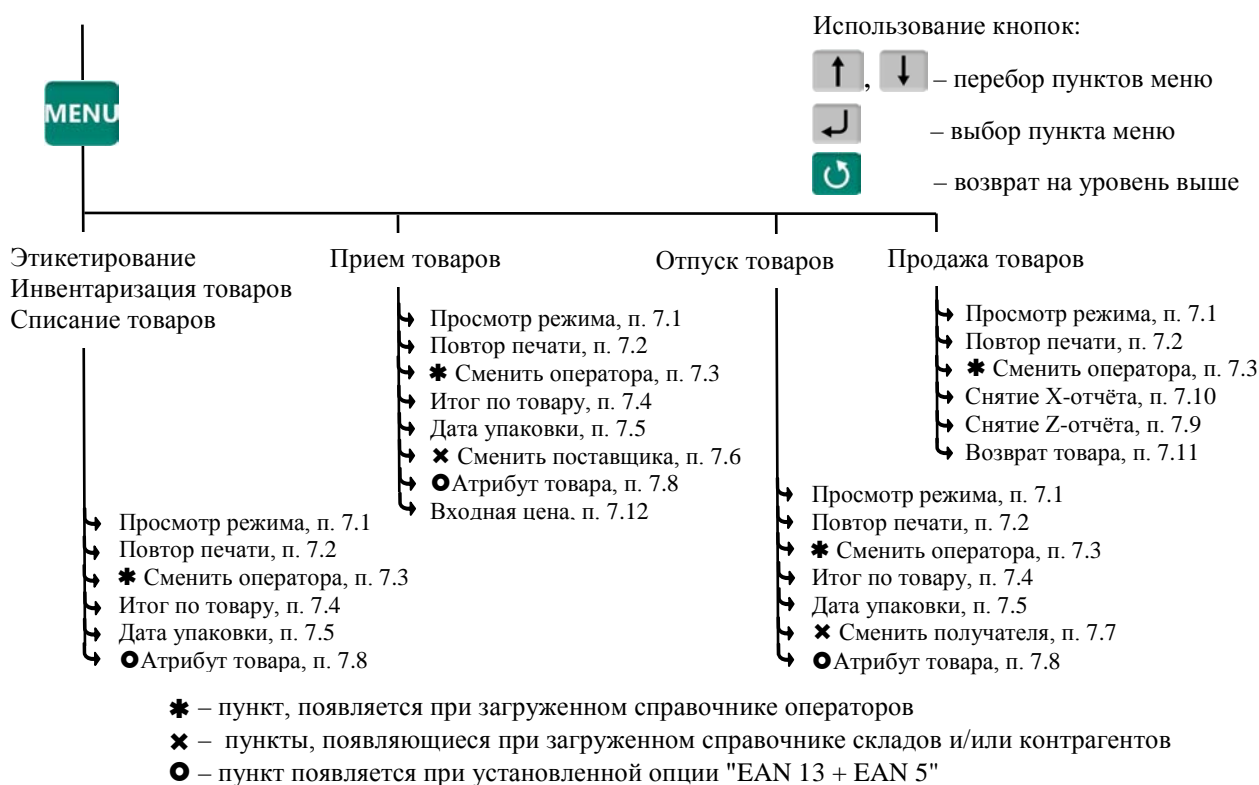 Использование кнопок:
, – перебор пунктов меню
– выбор пункта меню
– возврат на уровень выше
MENU
Этикетирование
Инвентаризация товаров
Списание товаров
Просмотр режима, п. 7.1
Повтор печати, п. 7.2
✱ Сменить оператора, п. 7.3
Итог по товару, п. 7.4
Дата упаковки, п. 7.5
Атрибут товара, п. 7.8
Прием товаров
Просмотр режима, п. 7.1
Повтор печати, п. 7.2
✱ Сменить оператора, п. 7.3
Итог по товару, п. 7.4
Дата упаковки, п. 7.5
✖ Сменить поставщика, п. 7.6
Атрибут товара, п. 7.8
Входная цена, п. 7.12
Отпуск товаров
Просмотр режима, п. 7.1
Повтор печати, п. 7.2
✱ Сменить оператора, п. 7.3
Итог по товару, п. 7.4
Дата упаковки, п. 7.5
✖ Сменить получателя, п. 7.7
Атрибут товара, п. 7.8
Продажа товаров
Просмотр режима, п. 7.1
Повтор печати, п. 7.2
✱ Сменить оператора, п. 7.3
Снятие X-отчёта, п. 7.10
Снятие Z-отчёта, п. 7.9
Возврат товара, п. 7.11
✱ – пункт, появляется при загруженном справочнике операторов
✖ – пункты, появляющиеся при загруженном справочнике складов и/или контрагентов
– пункт появляется при установленной опции "EAN 13 + EAN 5"